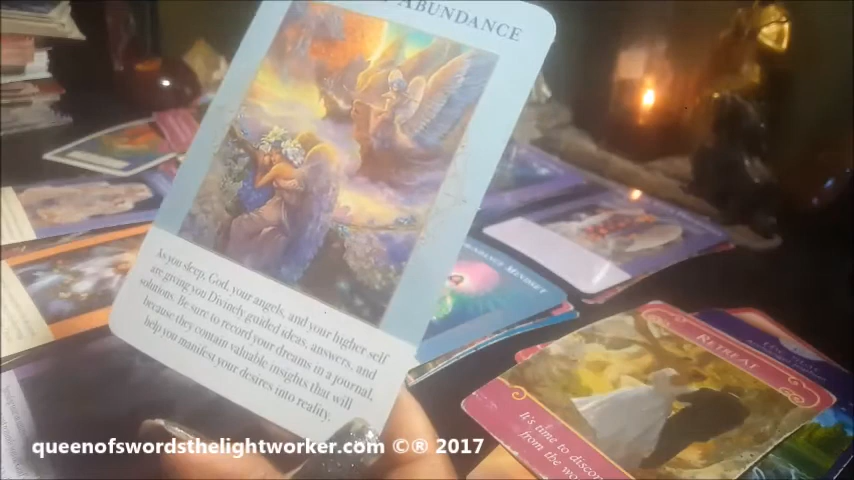 ABUNDANCE
As you sleep, God, your angels, and your higher self
are giving you Divinely guided ideas, answers, and
solutions. Be sure to record your dreams in a journal,
because they contain valuable insights that will
help you manifest your desires into reality.
MINDSET
RETREAT
It's time to
from the
queenofswordsthelightworker.com ©® 2017